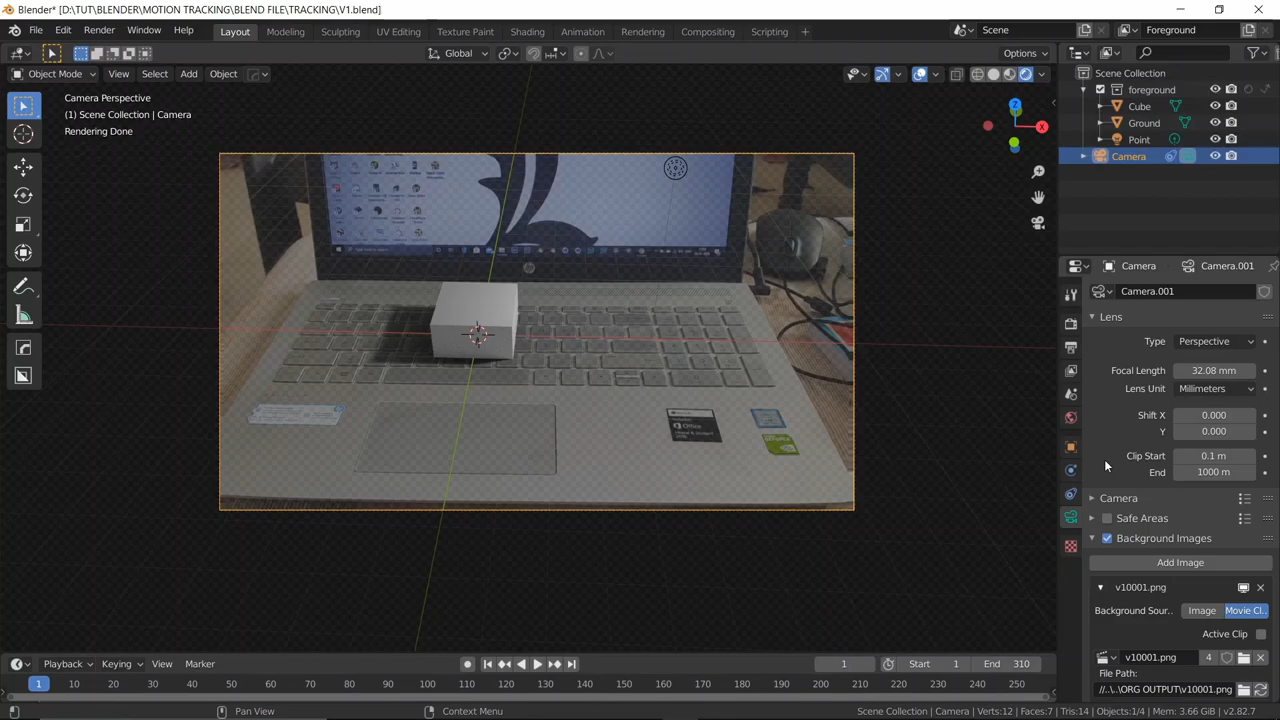 Blender* [D:\TUT\BLENDER\MOTION TRACKING\BLEND FILE\TRACKING\V1.blend]
File Edit Render Window Help Layout Modeling Sculpting UV Editing Texture Paint Shading Animation Rendering Compositing Scripting + Scene Foreground
Global Options
Object Mode View Select Add Object
Camera Perspective
(1) Scene Collection | Camera
Rendering Done
Z
X
Scene Collection
foreground
Cube
Ground
Point
Camera
Camera Camera.001
Camera.001
Lens
Type Perspective
Focal Length 32.08 mm
Lens Unit Millimeters
Shift X 0.000
Y 0.000
Clip Start 0.1 m
End 1000 m
Camera
Safe Areas
Background Images
Add Image
v10001.png
Background Sour.. Image Movie Cl..
Active Clip
v10001.png 4
File Path:
//..\..\ORG OUTPUT\v10001.png
Office
hp
Playback Keying View Marker 1 Start 1 End 310
1 10 20 30 40 50 60 70 80 90 100 110 120 130 140 150 160 170 180 190 200 210 220 230 240 250
Select Pan View Context Menu Scene Collection | Camera | Verts:12 | Faces:7 | Tris:14 | Objects:1/4 | Mem: 3.66 GiB | v2.82.7